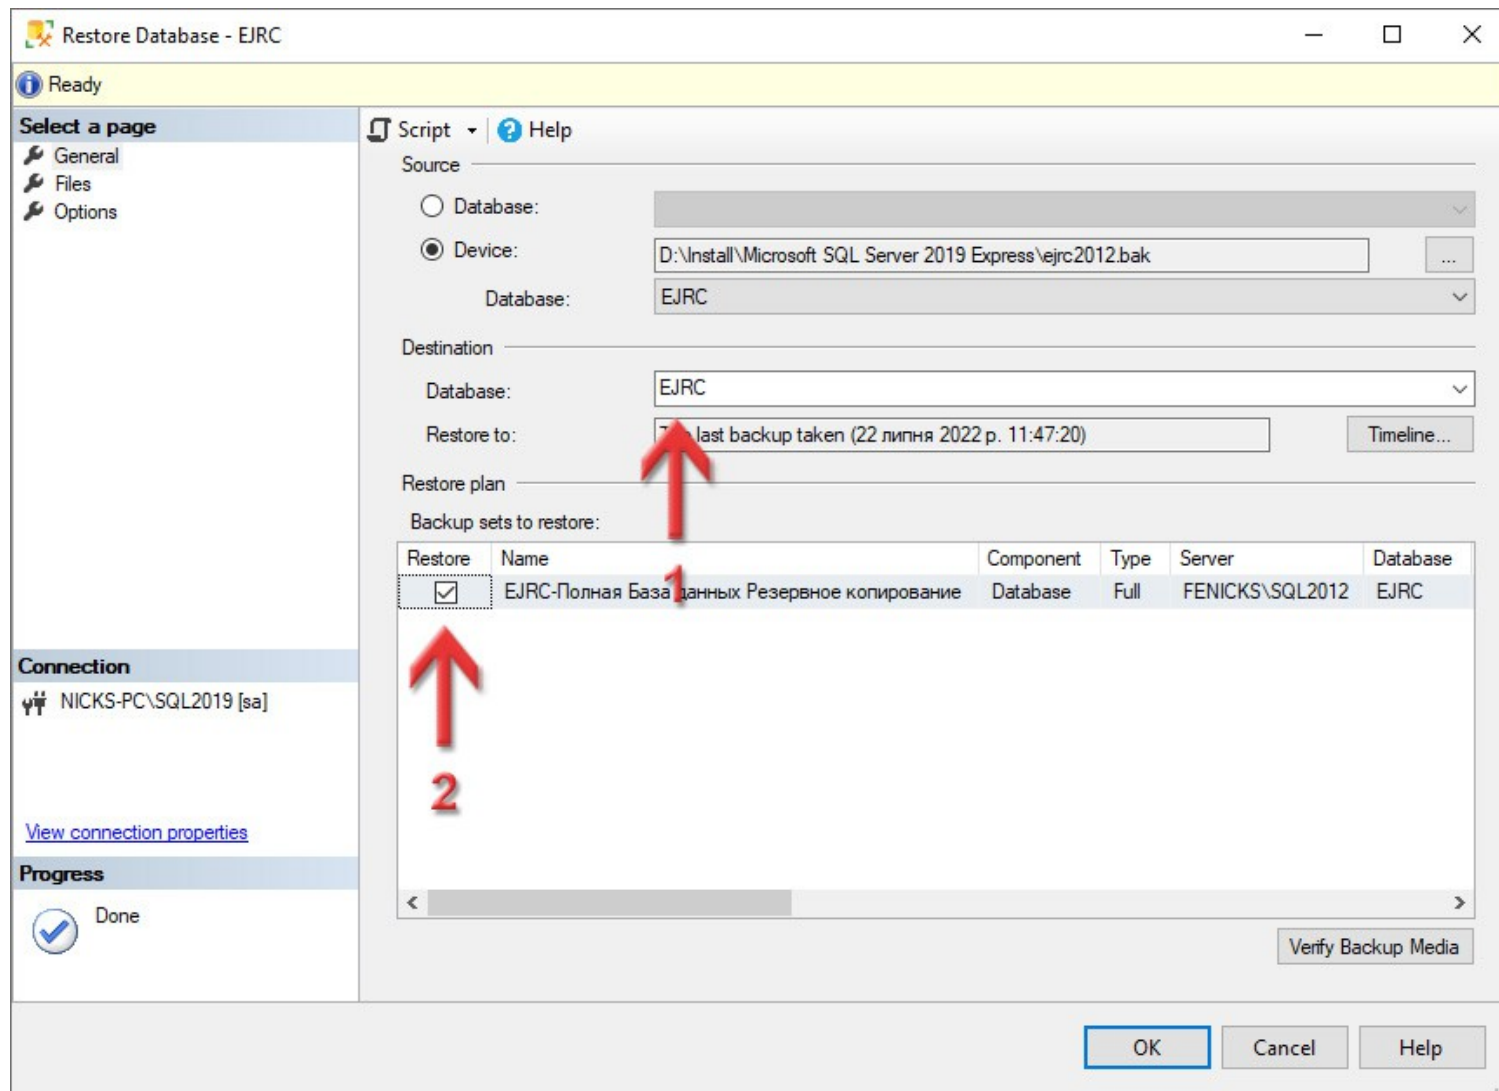 Restore Database - EJRC
Ready
Select a page
General
Files
Options
Script
Help
Source
Database:
Device:
D:\Install\Microsoft SQL Server 2019 Express\ejrc2012.bak
...
Database:
EJRC
Destination
Database:
EJRC
Restore to:
last backup taken (22 липня 2022 р. 11:47:20)
Timeline...
Restore plan
Backup sets to restore:
Restore Name Component Type Server Database
EJRC-Полная База данных Резервное копирование Database Full FENICKS\SQL2012 EJRC
1
2
Connection
NICKS-PC\SQL2019 [sa]
View connection properties
Progress
Done
Verify Backup Media
OK
Cancel
Help